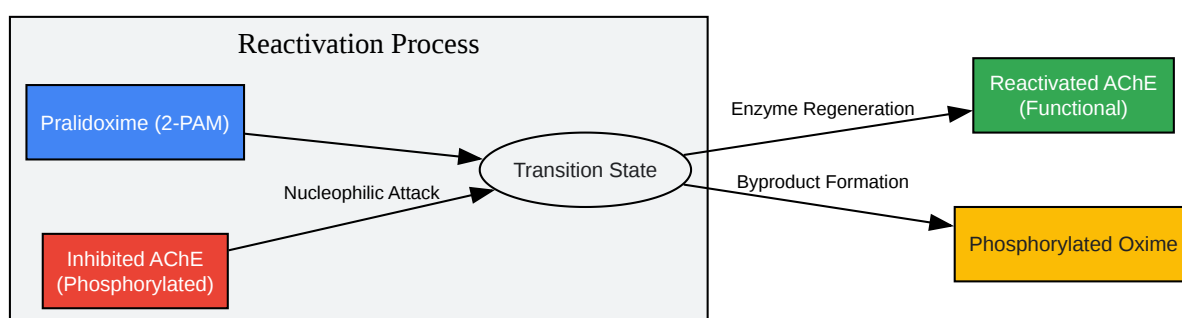 Reactivation Process
Pralidoxime (2-PAM)
Inhibited AChE
(Phosphorylated)
Nucleophilic Attack
Transition State
Enzyme Regeneration
Byproduct Formation
Reactivated AChE
(Functional)
Phosphorylated Oxime